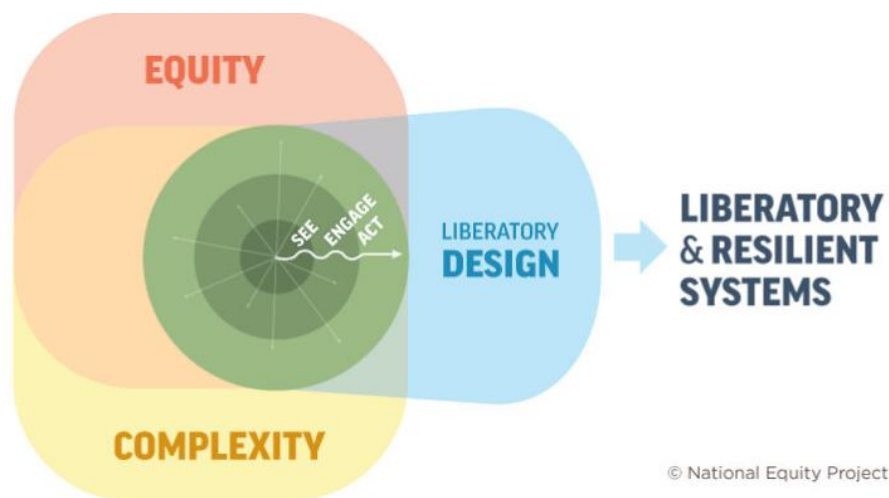 EQUITY
SEE
ENGAGE
ACT
LIBERATORY
DESIGN
LIBERATORY
& RESILIENT
SYSTEMS
COMPLEXITY
© National Equity Project